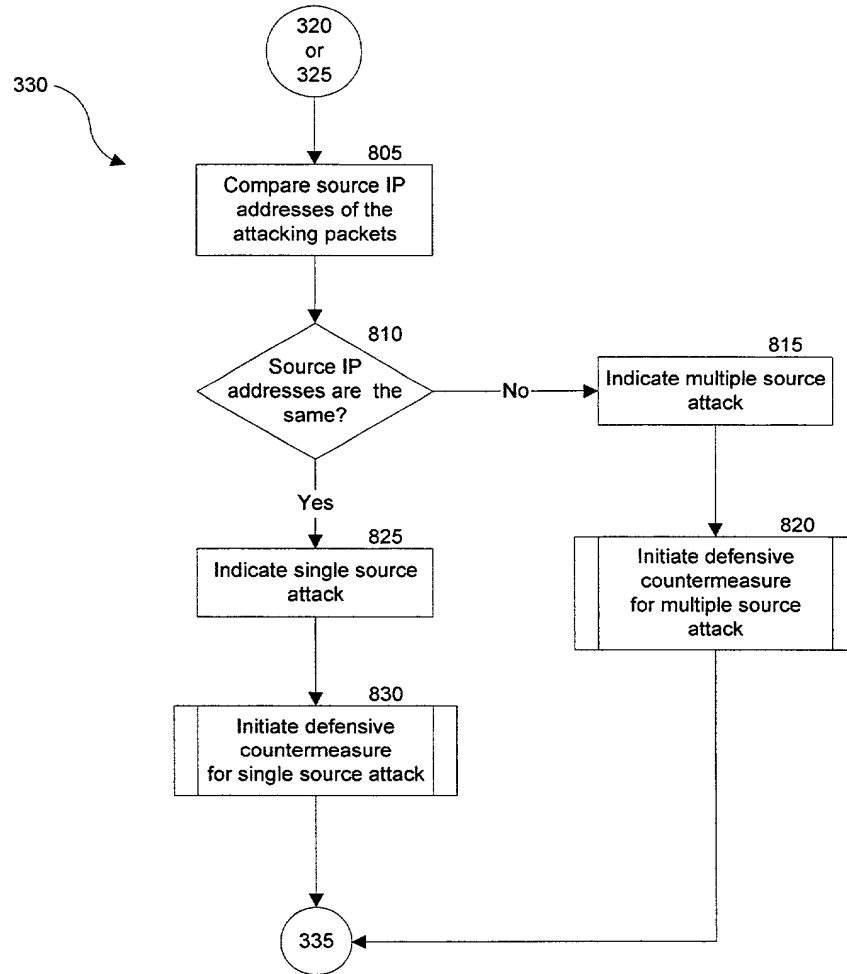 320
or
325
330
805
Compare source IP
addresses of the
attacking packets
810
Source IP
addresses are the
same?
No
815
Indicate multiple source
attack
Yes
820
Initiate defensive
countermeasure
for multiple source
attack
825
Indicate single source
attack
830
Initiate defensive
countermeasure
for single source attack
335